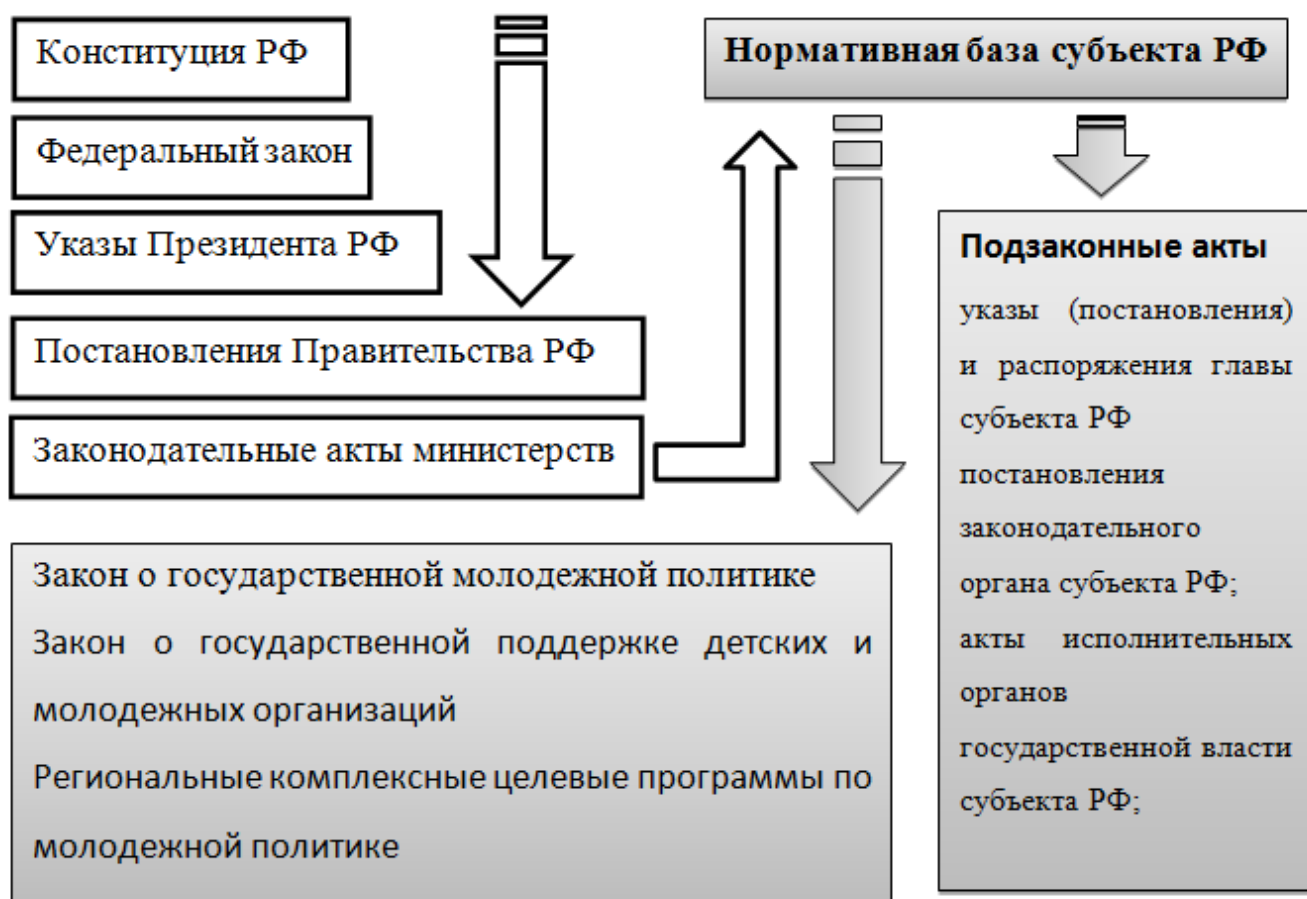 Конституция РФ
Федеральный закон
Указы Президента РФ
Постановления Правительства РФ
Законодательные акты министерств
Нормативная база субъекта РФ
Подзаконные акты
указы (постановления)
и распоряжения главы
субъекта РФ
постановления
законодательного
органа субъекта РФ;
акты исполнительных
органов
государственной власти
субъекта РФ;
Закон о государственной молодежной политике
Закон о государственной поддержке детских и
молодежных организаций
Региональные комплексные целевые программы по
молодежной политике